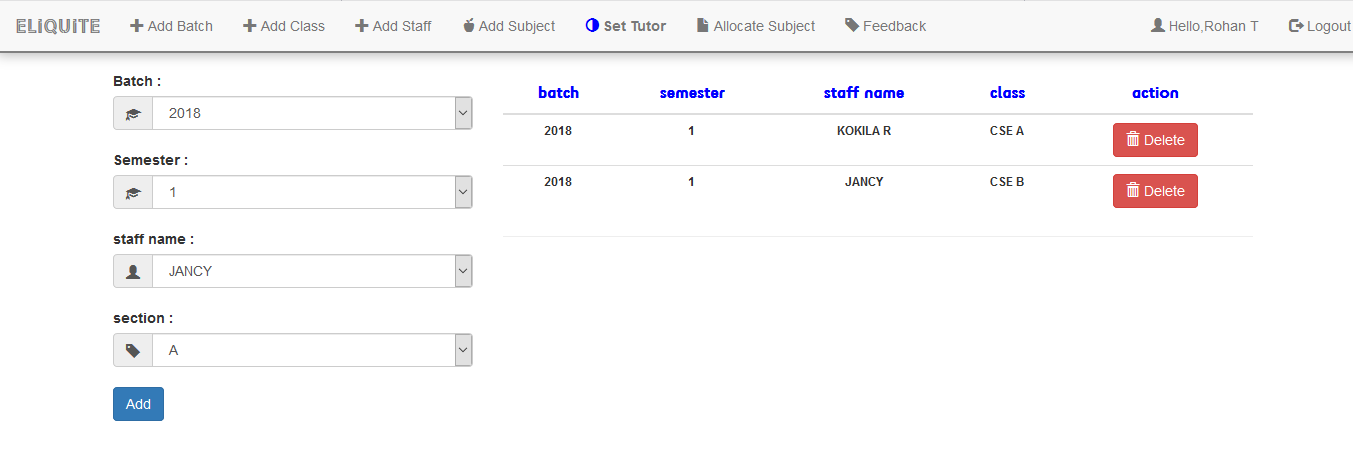 ELiQUiTE Add Batch Add Class Add Staff Add Subject Set Tutor Allocate Subject Feedback Hello,Rohan T Logout
Batch :
2018
Semester :
1
staff name :
JANCY
section :
A
Add
batch semester staff name class action
2018 1 KOKILA R CSE A Delete
2018 1 JANCY CSE B Delete